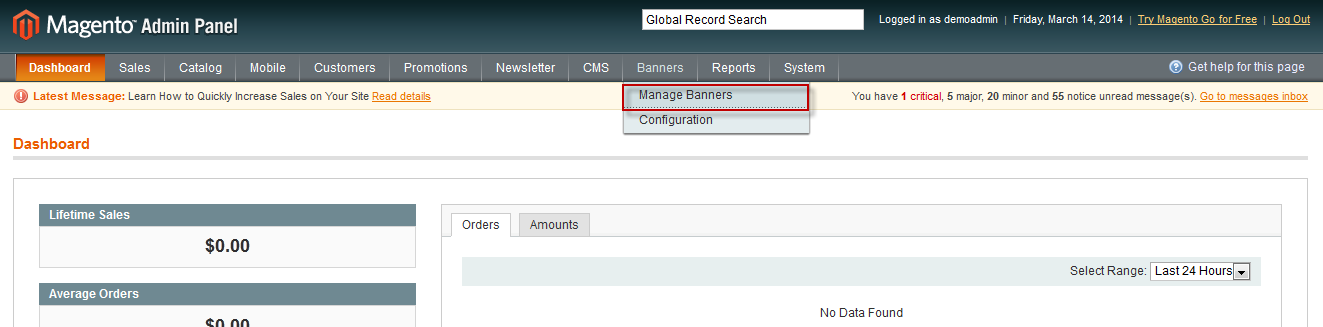 Magento Admin Panel
Global Record Search
Logged in as demoadmin | Friday, March 14, 2014 | Try Magento Go for Free | Log Out
Dashboard Sales Catalog Mobile Customers Promotions Newsletter CMS Banners Reports System
Get help for this page
Latest Message: Learn How to Quickly Increase Sales on Your Site Read details
You have 1 critical, 5 major, 20 minor and 55 notice unread message(s). Go to messages inbox
Manage Banners
Configuration
Dashboard
Lifetime Sales
$0.00
Average Orders
$0.00
Orders Amounts
Select Range: Last 24 Hours
No Data Found